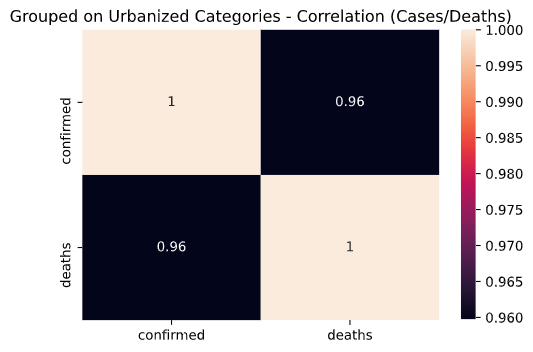 Grouped on Urbanized Categories - Correlation (Cases/Deaths)
confirmed
deaths
1
0.96
0.96
1
confirmed
deaths
1.000
0.995
0.990
0.985
0.980
0.975
0.970
0.965
0.960